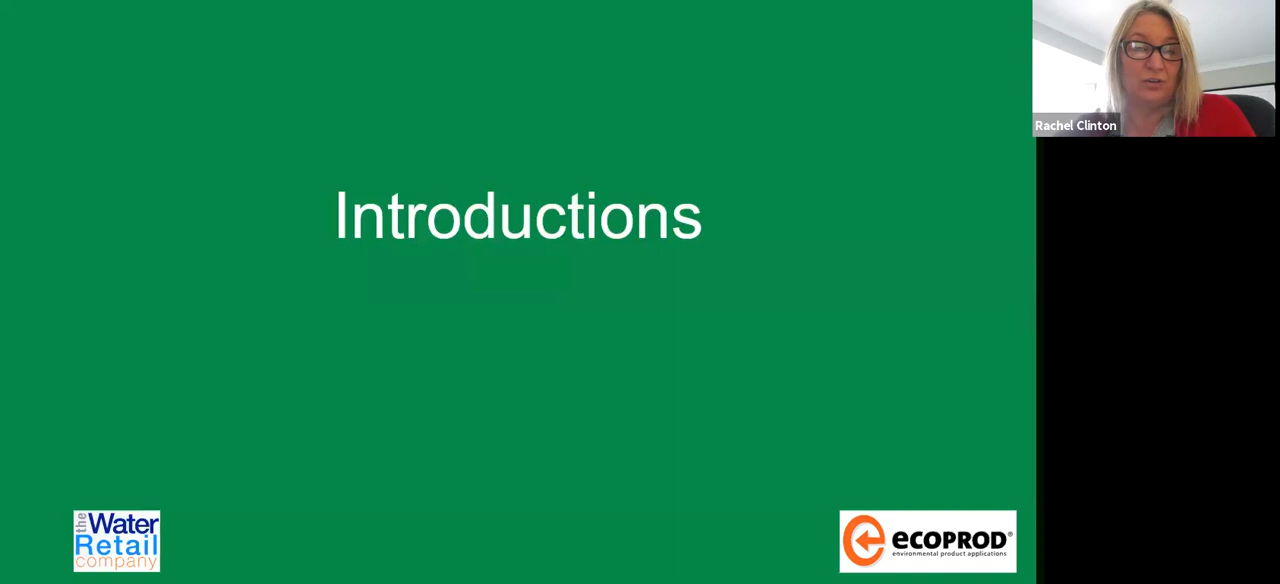 Rachel Clinton
Introductions
the
Water
Retail
company
ecoprod®
environmental product applications